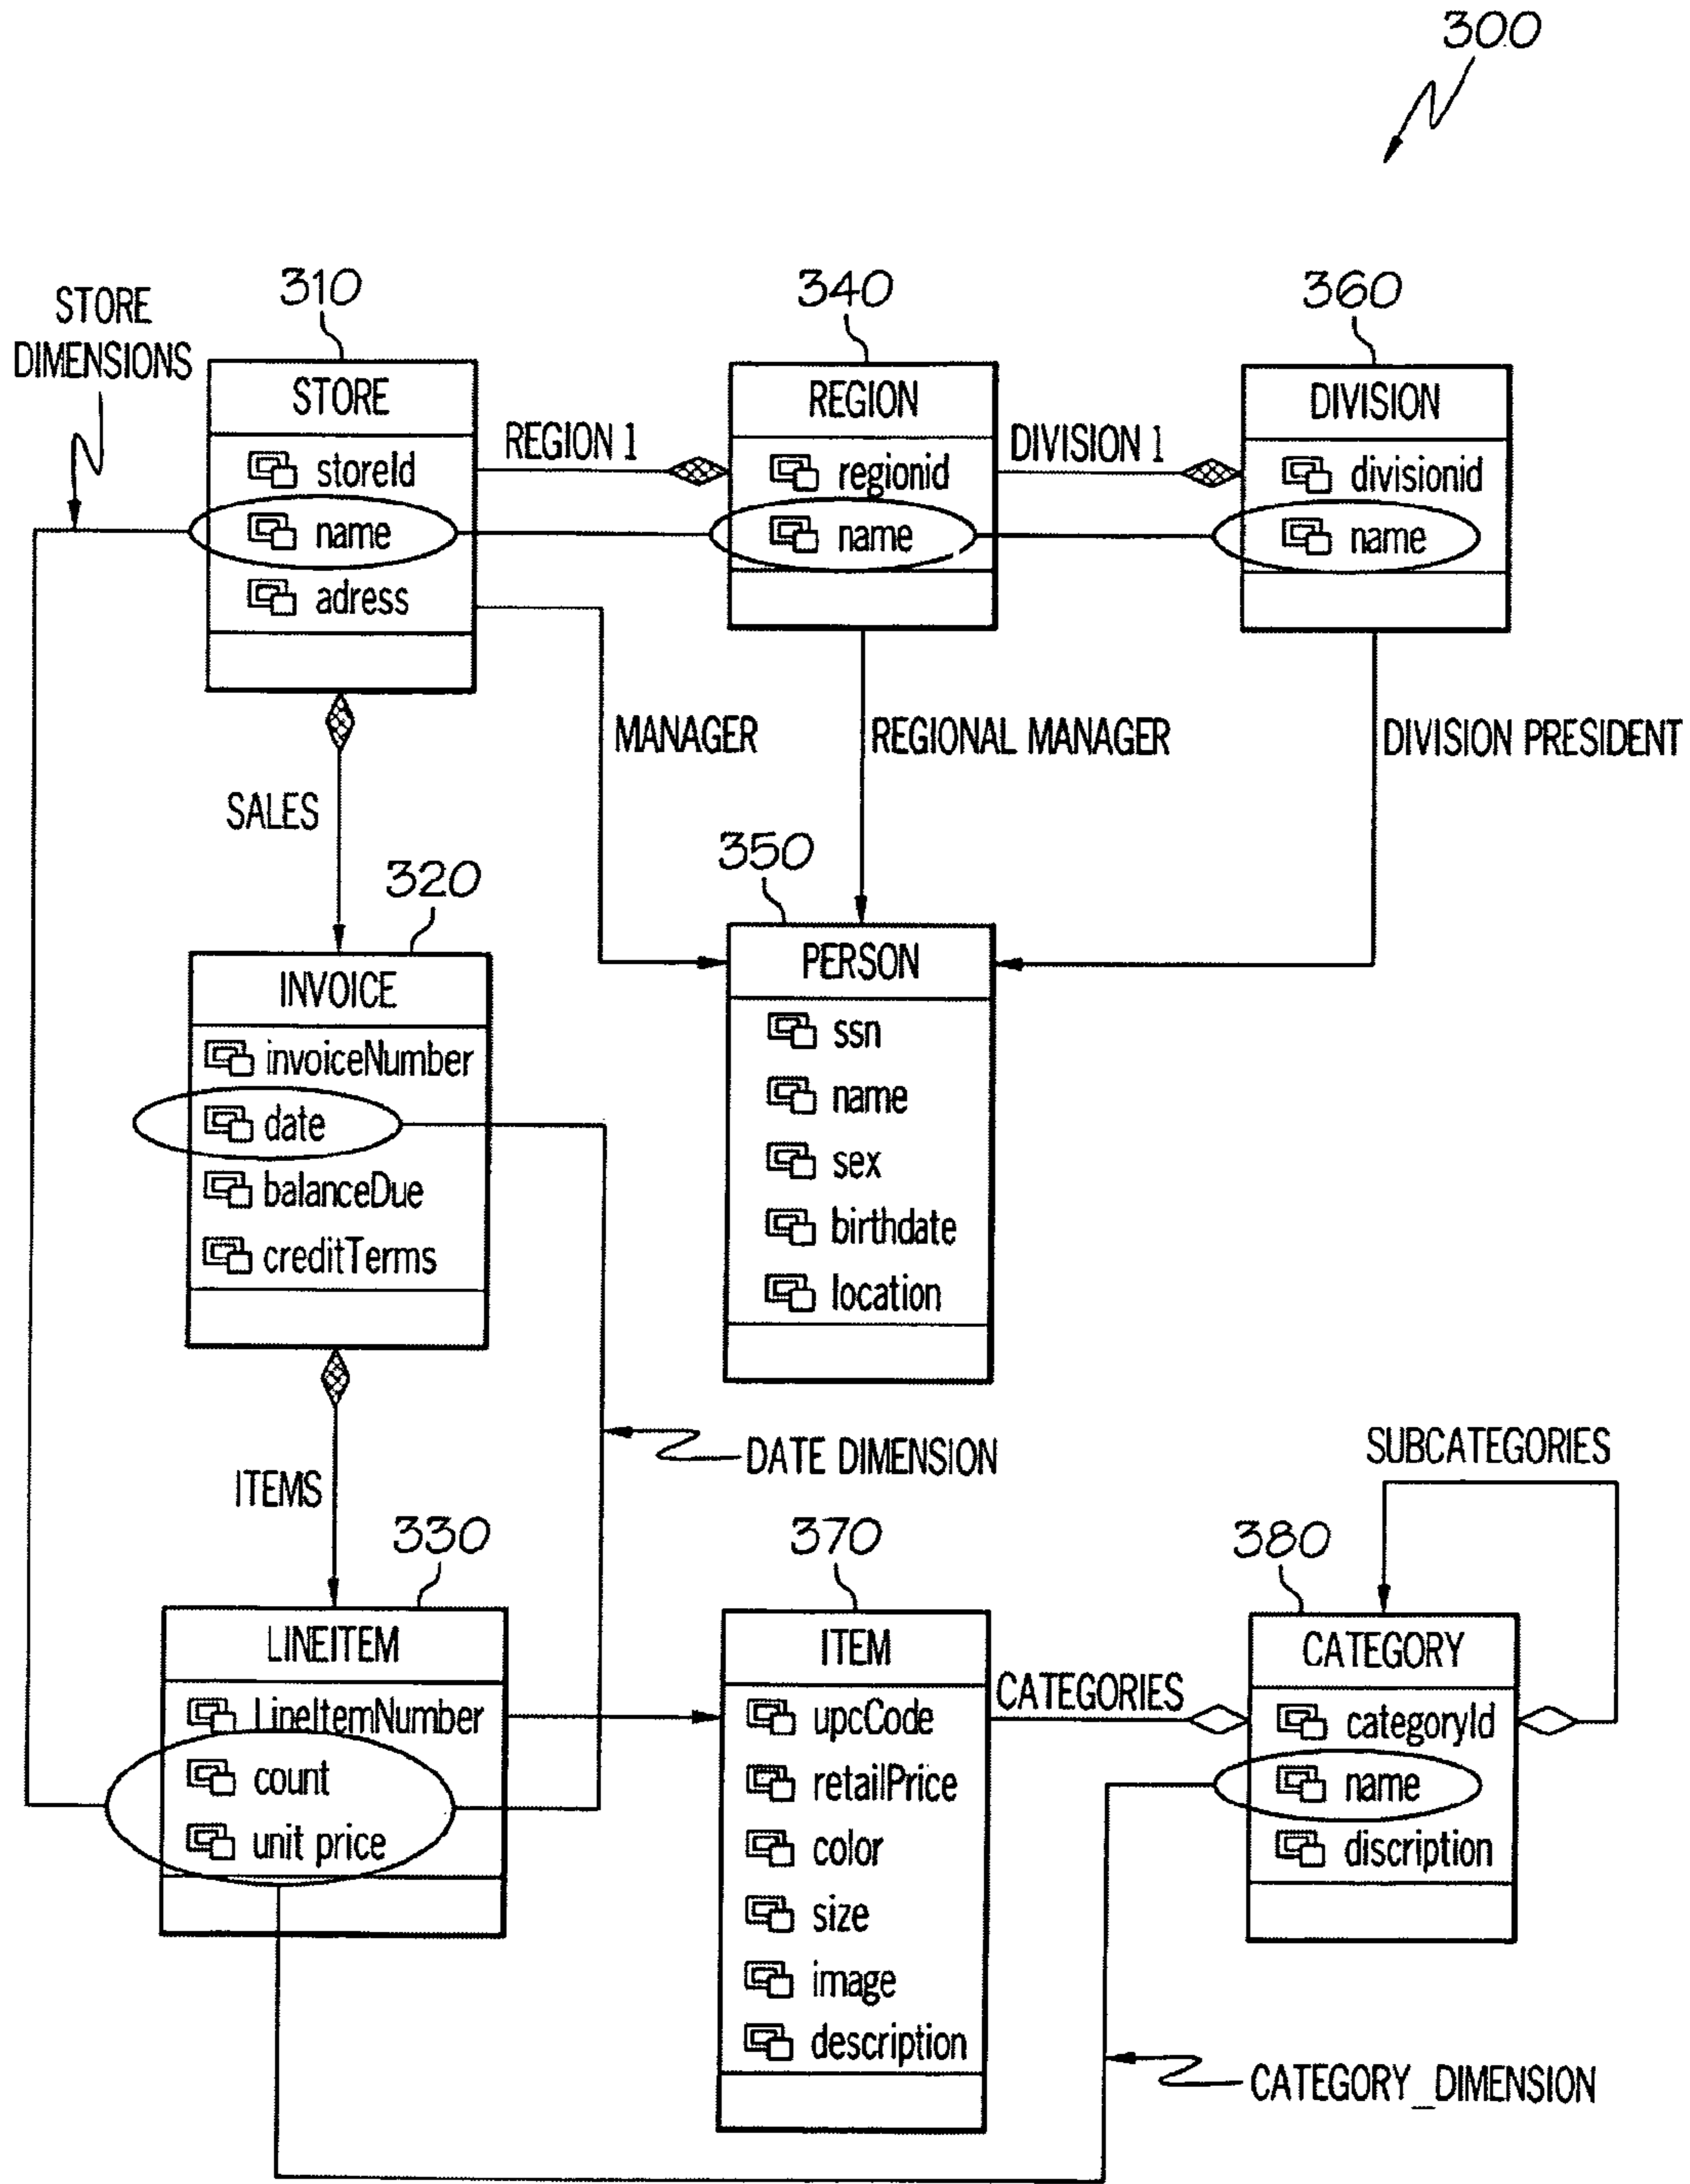 300
STORE
DIMENSIONS
310
340
360
STORE
REGION
DIVISION
storeId
REGION 1
regionid
DIVISION 1
divisionid
name
name
name
adress
MANAGER
REGIONAL MANAGER
DIVISION PRESIDENT
SALES
320
350
INVOICE
PERSON
invoiceNumber
ssn
date
name
balanceDue
sex
creditTerms
birthdate
location
DATE DIMENSION
SUBCATEGORIES
ITEMS
330
370
380
LINEITEM
ITEM
CATEGORY
LineItemNumber
upcCode
CATEGORIES
categoryId
count
retailPrice
name
unit price
color
discription
size
image
description
CATEGORY_DIMENSION